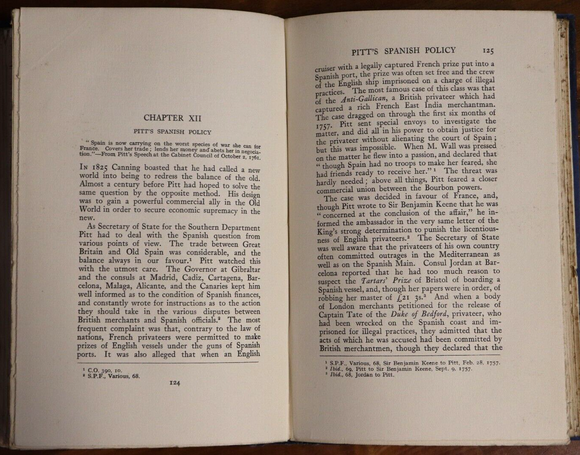 CHAPTER XII
PITT'S SPANISH POLICY
"Spain is now carrying on the worst species of war she can for
France. Covers her trade; lends her money and abets her in negotia-
tion."—From Pitt's Speech at the Cabinet Council of October 2, 1761.
IN 1825 Canning boasted that he had called a new
world into being to redress the balance of the old.
Almost a century before Pitt had hoped to solve the
same question by the opposite method. His design
was to gain a powerful commercial ally in the Old
World in order to secure economic supremacy in the
new.
As Secretary of State for the Southern Department
Pitt had to deal with the Spanish question from
various points of view. The trade between Great
Britain and Old Spain was considerable, and the
balance always in our favour.¹ Pitt watched this
with the utmost care. The Governor at Gibraltar
and the consuls at Madrid, Cadiz, Cartagena, Bar-
celona, Malaga, Alicante, and the Canaries kept him
well informed as to the condition of Spanish finances,
and constantly wrote for instructions as to the action
they should take in the various disputes between
British merchants and Spanish officials.² The most
frequent complaint was that, contrary to the law of
nations, French privateers were permitted to make
prizes of English vessels under the guns of Spanish
ports. It was also alleged that when an English
¹ C.O. 390, 10.
² S.P.F., Various, 68.
124
PITT'S SPANISH POLICY 125
cruiser with a legally captured French prize put into a
Spanish port, the prize was often set free and the crew
of the English ship imprisoned on a charge of illegal
practices. The most famous case of this class was that
of the Ants-Gallican, a British privateer which had
captured a rich French East India merchantman.
The case dragged on through the first six months of
1757. Pitt sent special envoys to investigate the
matter, and did all in his power to obtain justice for
the privateer without alienating the court of Spain;
but this was impossible. When M. Wall was pressed
on the matter he flew into a passion, and declared that
"though Spain had no troops to make her feared, she
had friends ready to receive her."¹ The threat was
hardly needed; above all things, Pitt feared a closer
commercial union between the Bourbon powers.
The case was decided in favour of France, and,
though Pitt wrote to Sir Benjamin Keene that he was
"concerned at the conclusion of the affair," he in-
formed the ambassador in the very same letter of the
King's strong determination to punish the licentious-
ness of English privateers.² The Secretary of State
was well aware that the privateers of his own country
often committed outrages in the Mediterranean as
well as on the Spanish Main. Consul Jordan at Bar-
celona reported that he had too much reason to
suspect the Tartars' Prize of Bristol of boarding a
Spanish vessel, and, though her papers were in order, of
robbing her master of £21 3s.³ And when a body
of London merchants petitioned for the release of
Captain Tate of the Duke of Bedford, privateer, who
had been wrecked on the Spanish coast and im-
prisoned for illegal practices, they admitted that the
acts of which he was accused had been committed by
British merchantmen, though they declared that the
¹ S.P.F., Various, 68, Sir Benjamin Keene to Pitt, Feb. 28, 1757.
² Ibid., 69, Pitt to Sir Benjamin Keene, Sept. 9, 1757.
³ Ibid., 68, Jordan to Pitt.